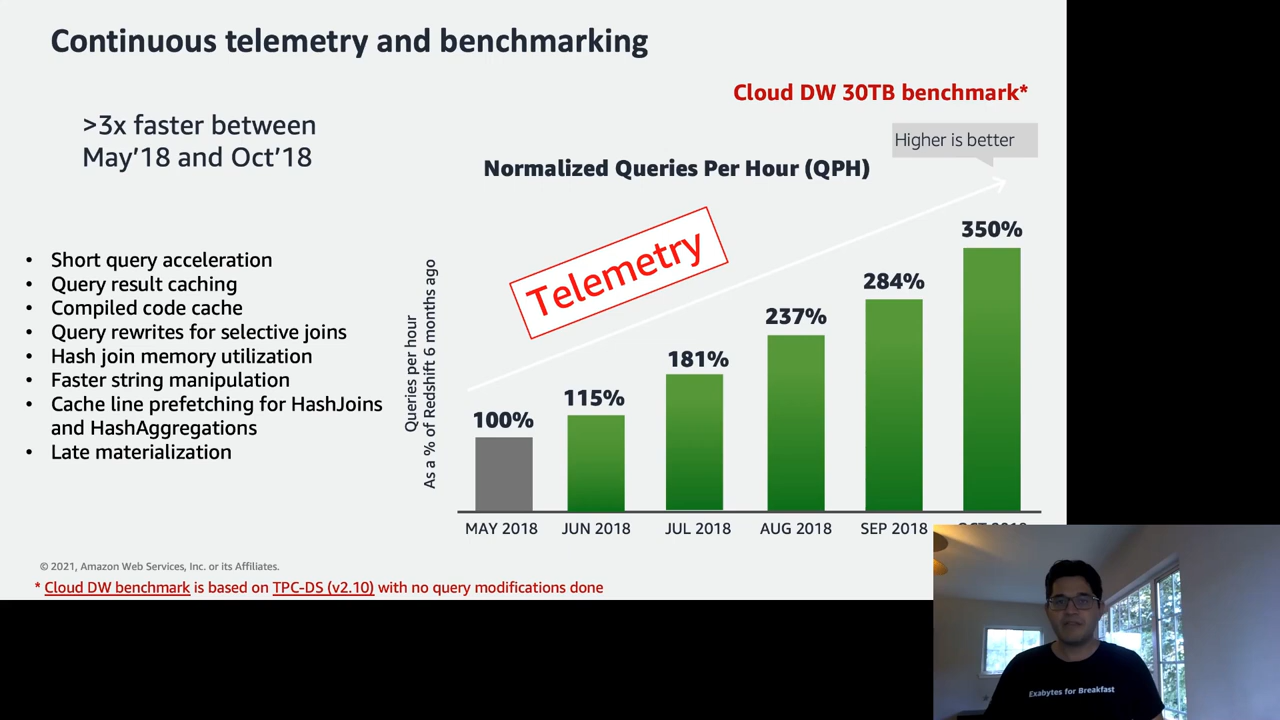 Continuous telemetry and benchmarking
Cloud DW 30TB benchmark*
>3x faster between
May'18 and Oct'18
Higher is better
Normalized Queries Per Hour (QPH)
Telemetry
• Short query acceleration
• Query result caching
• Compiled code cache
• Query rewrites for selective joins
• Hash join memory utilization
• Faster string manipulation
• Cache line prefetching for HashJoins
and HashAggregations
• Late materialization
Queries per hour
As a % of Redshift 6 months ago
100%
115%
181%
237%
284%
350%
MAY 2018
JUN 2018
JUL 2018
AUG 2018
SEP 2018
OCT 2018
© 2021, Amazon Web Services, Inc. or its Affiliates.
* Cloud DW benchmark is based on TPC-DS (v2.10) with no query modifications done
Exabytes for Breakfast